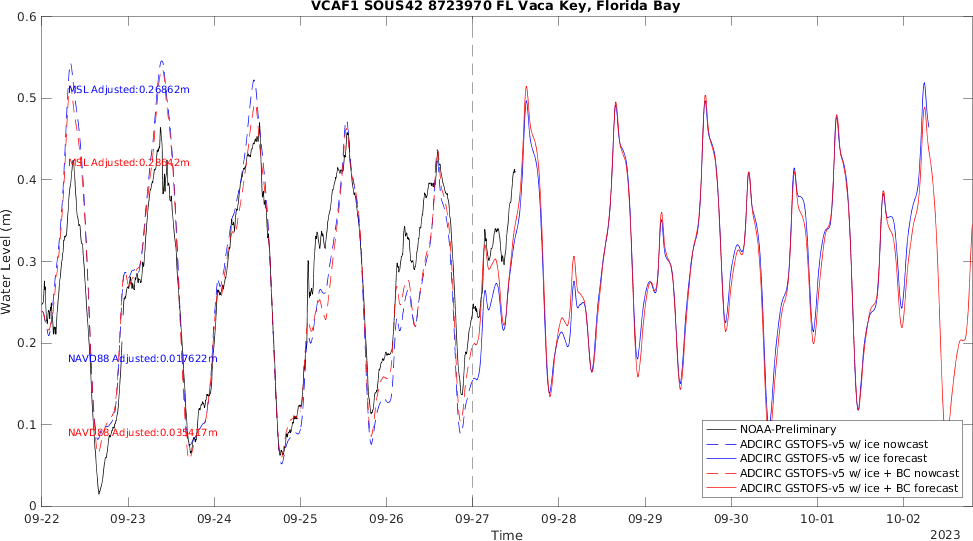 VCAF1 SOUS42 8723970 FL Vaca Key, Florida Bay
Water Level (m)
0.6
0.5
0.4
0.3
0.2
0.1
0
MSL Adjusted:0.26862m
MSL Adjusted:0.28642m
NAVD88 Adjusted:0.017622m
NAVD88 Adjusted:0.035417m
NOAA-Preliminary
ADCIRC GSTOFS-v5 w/ ice nowcast
ADCIRC GSTOFS-v5 w/ ice forecast
ADCIRC GSTOFS-v5 w/ ice + BC nowcast
ADCIRC GSTOFS-v5 w/ ice + BC forecast
09-22 09-23 09-24 09-25 09-26 09-27 09-28 09-29 09-30 10-01 10-02
Time
2023